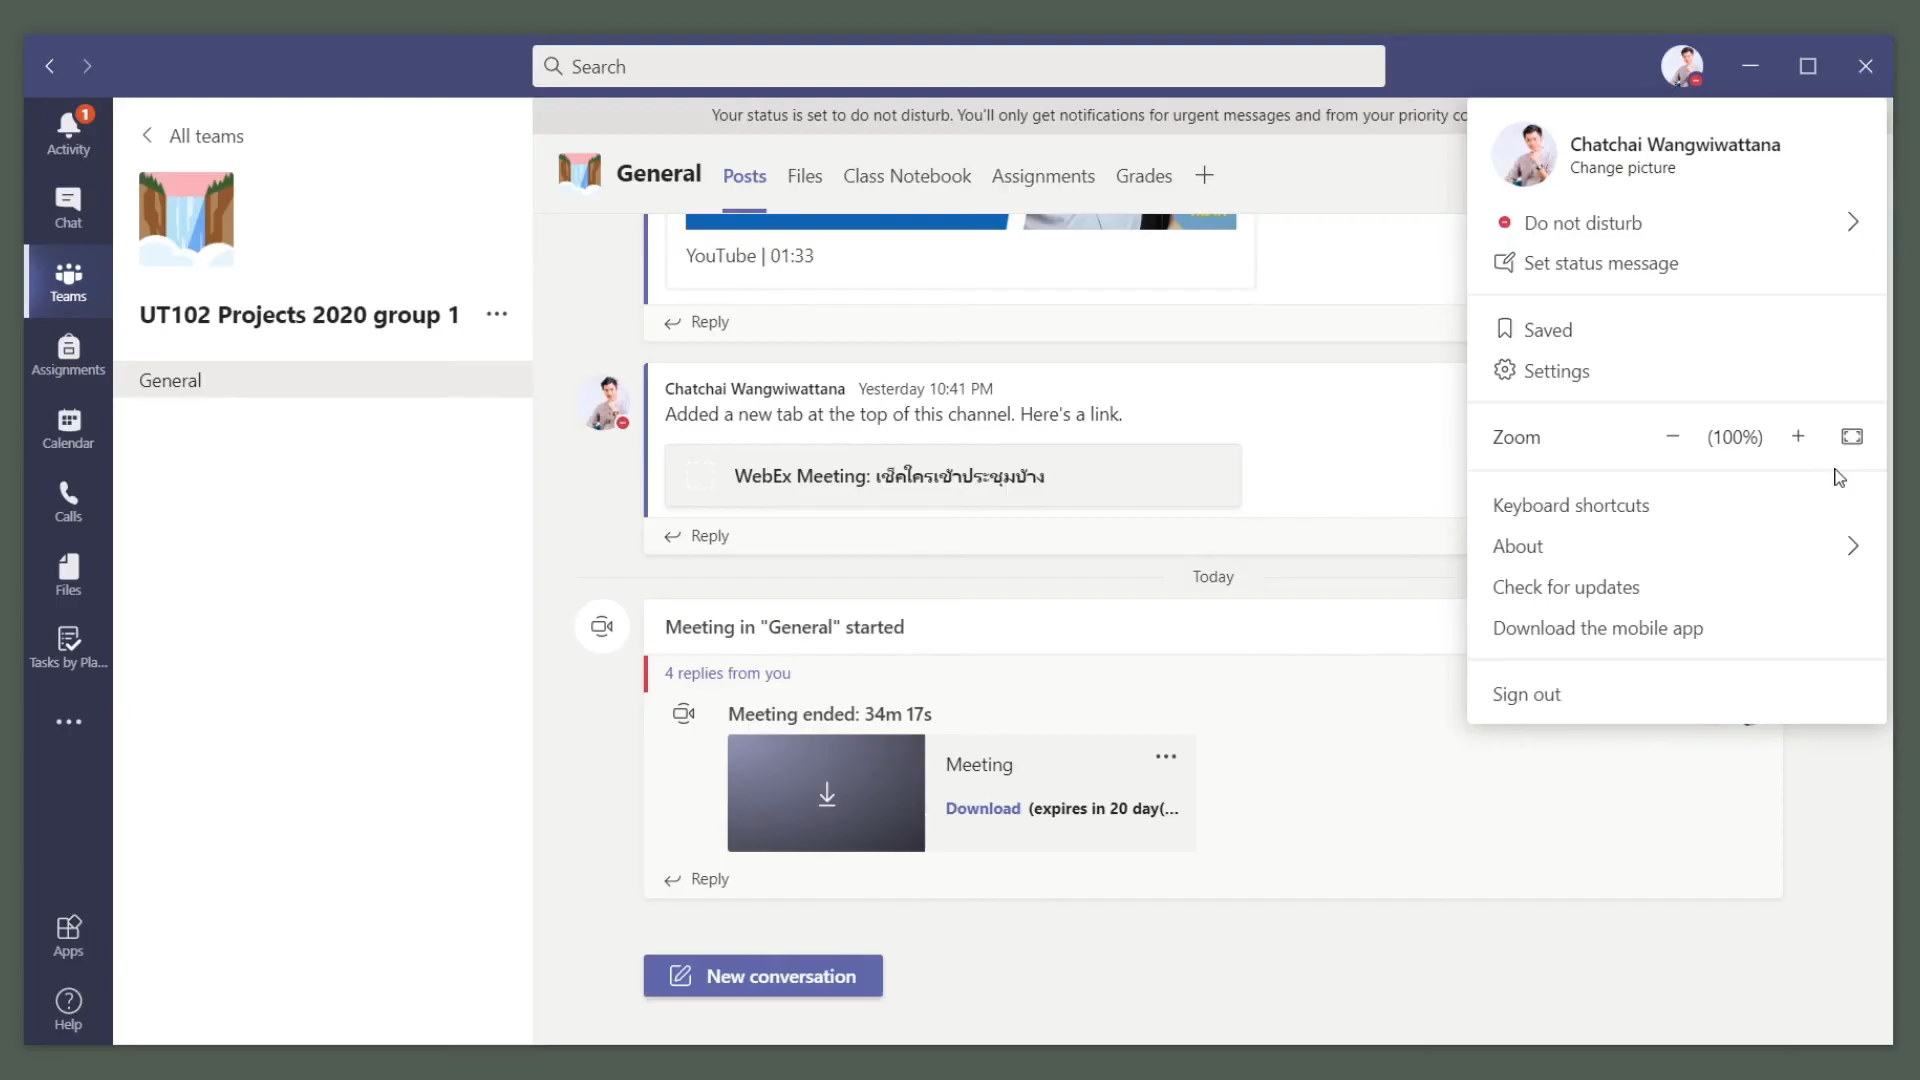 Search
1
Activity
Chat
Teams
Assignments
Calendar
Calls
Files
Tasks by Pla...
Apps
Help
All teams
UT102 Projects 2020 group 1
General
Your status is set to do not disturb. You'll only get notifications for urgent messages and from your priority co
General
Posts
Files
Class Notebook
Assignments
Grades
YouTube | 01:33
Reply
Chatchai Wangwiwattana Yesterday 10:41 PM
Added a new tab at the top of this channel. Here's a link.
WebEx Meeting: เช็คใครเข้าประชุมบ้าง
Reply
Today
Meeting in "General" started
4 replies from you
Meeting ended: 34m 17s
Meeting
Download (expires in 20 day(...
Reply
New conversation
Chatchai Wangwiwattana
Change picture
Do not disturb
Set status message
Saved
Settings
Zoom
(100%)
Keyboard shortcuts
About
Check for updates
Download the mobile app
Sign out